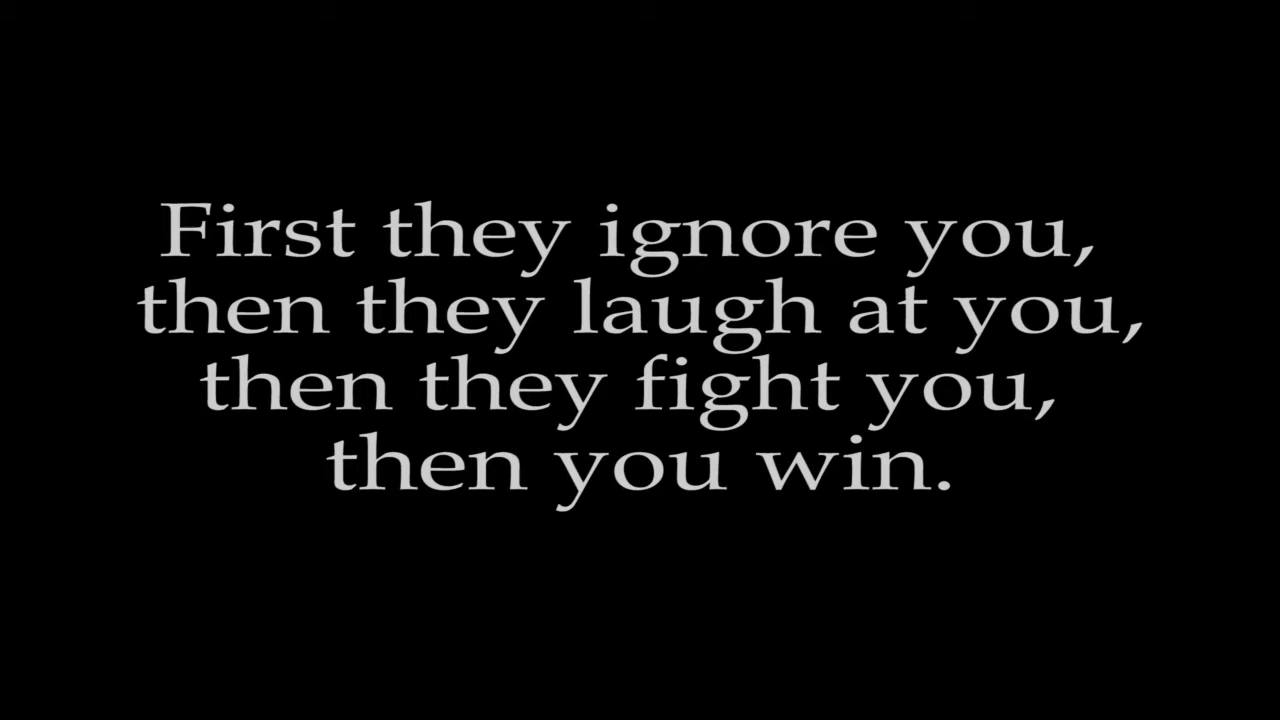 First they ignore you,
then they laugh at you,
then they fight you,
then you win.